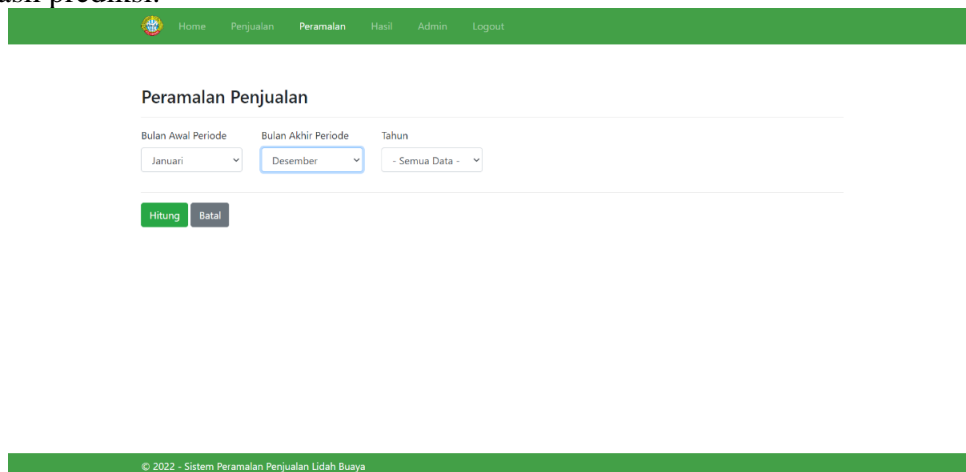 prediksi.
Home Penjualan Peramalan Hasil Admin Logout
Peramalan Penjualan
Bulan Awal Periode Bulan Akhir Periode Tahun
Januari Desember - Semua Data -
Hitung Batal
© 2022 - Sistem Peramalan Penjualan Lidah Buaya